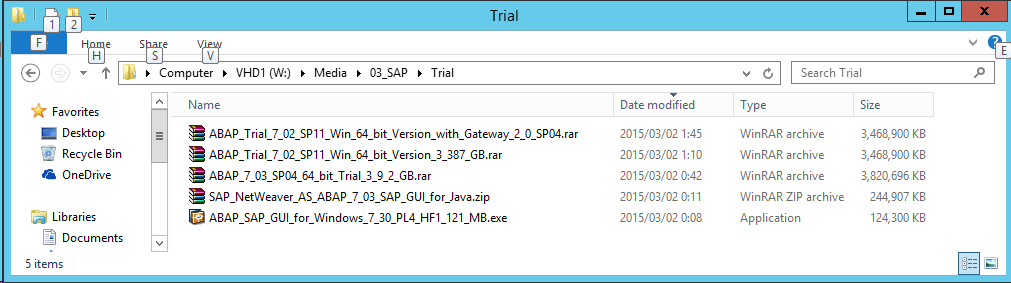 Trial
1 2
F Home Share View
H S V E
Computer VHD1 (W:) Media 03_SAP Trial Search Trial
Name Date modified Type Size
Favorites
Desktop
Recycle Bin
OneDrive
Libraries
Documents
ABAP_Trial_7_02_SP11_Win_64_bit_Version_with_Gateway_2_0_SP04.rar 2015/03/02 1:45 WinRAR archive 3,468,900 KB
ABAP_Trial_7_02_SP11_Win_64_bit_Version_3_387_GB.rar 2015/03/02 1:10 WinRAR archive 3,468,900 KB
ABAP_7_03_SP04_64_bit_Trial_3_9_2_GB.rar 2015/03/02 0:42 WinRAR archive 3,820,696 KB
SAP_NetWeaver_AS_ABAP_7_03_SAP_GUI_for_Java.zip 2015/03/02 0:11 WinRAR ZIP archive 244,907 KB
ABAP_SAP_GUI_for_Windows_7_30_PL4_HF1_121_MB.exe 2015/03/02 0:08 Application 124,300 KB
5 items